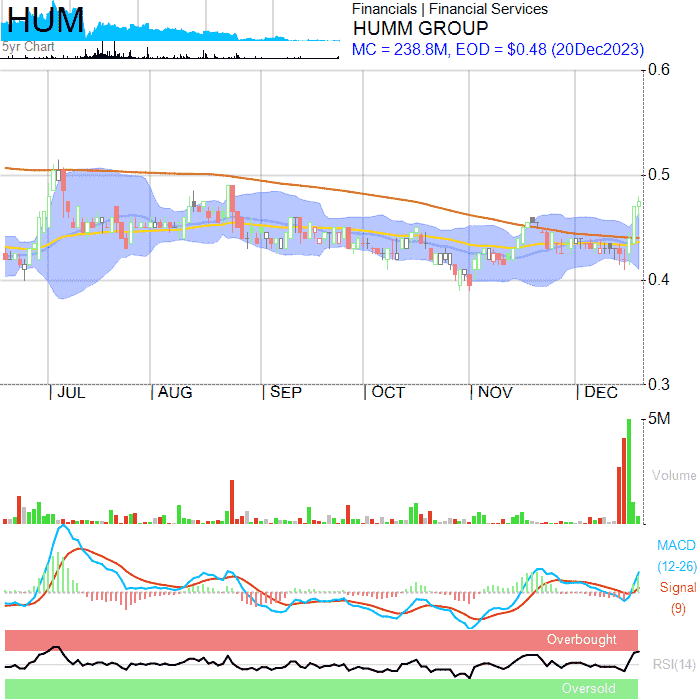 HUM
5yr Chart
Financials | Financial Services
HUMM GROUP
MC = 238.8M, EOD = $0.48 (20Dec2023)
0.6
0.5
0.4
0.3
JUL AUG SEP OCT NOV DEC
5M
Volume
MACD
(12-26)
Signal
(9)
Overbought
RSI(14)
Oversold